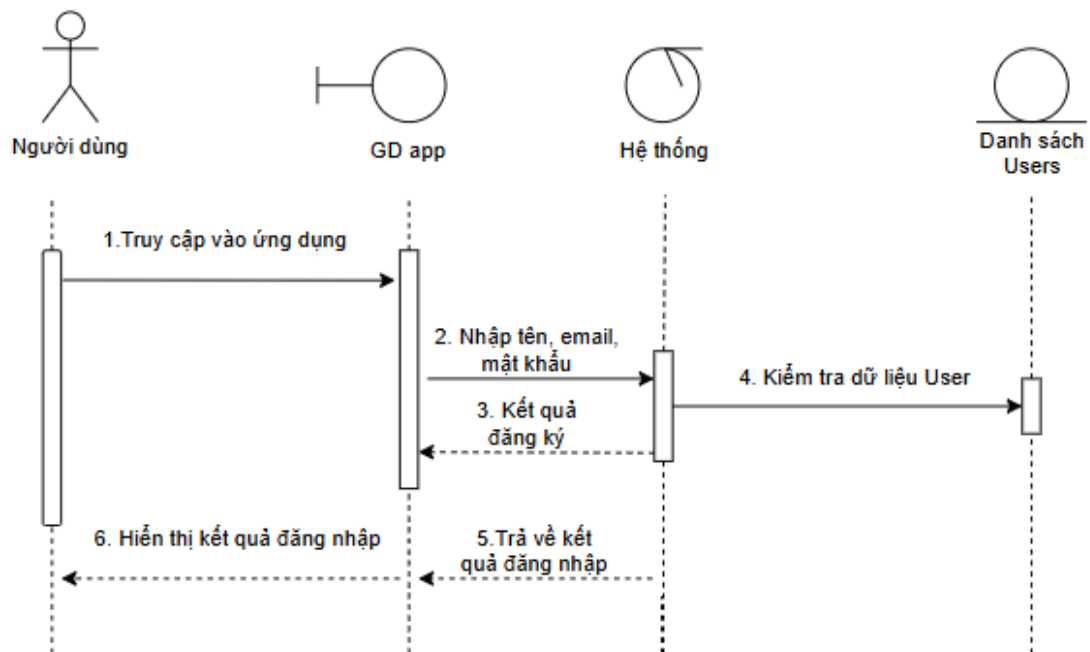 Người dùng
GD app
Hệ thống
Danh sách
Users
1.Truy cập vào ứng dụng
2. Nhập tên, email,
mật khẩu
4. Kiểm tra dữ liệu User
3. Kết quả
đăng ký
6. Hiển thị kết quả đăng nhập
5.Trả về kết
quả đăng nhập